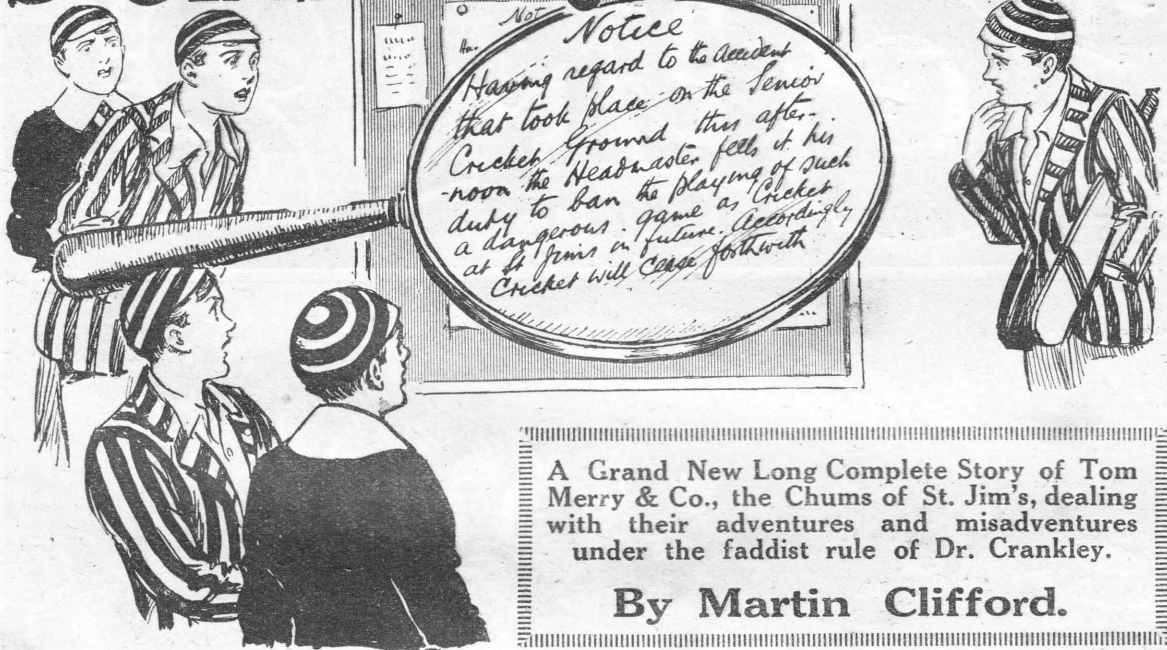 Not
Notice
Having regard to the accident
that took place on the Senior
Cricket Ground this after-
-noon the Headmaster feels it his
duty to ban the playing of such
a dangerous game as Cricket
at St Jims in future. Accordingly
Cricket will cease forthwith
A Grand New Long Complete Story of Tom
Merry & Co., the Chums of St. Jim's, dealing
with their adventures and misadventures
under the faddist rule of Dr. Crankley.
By Martin Clifford.